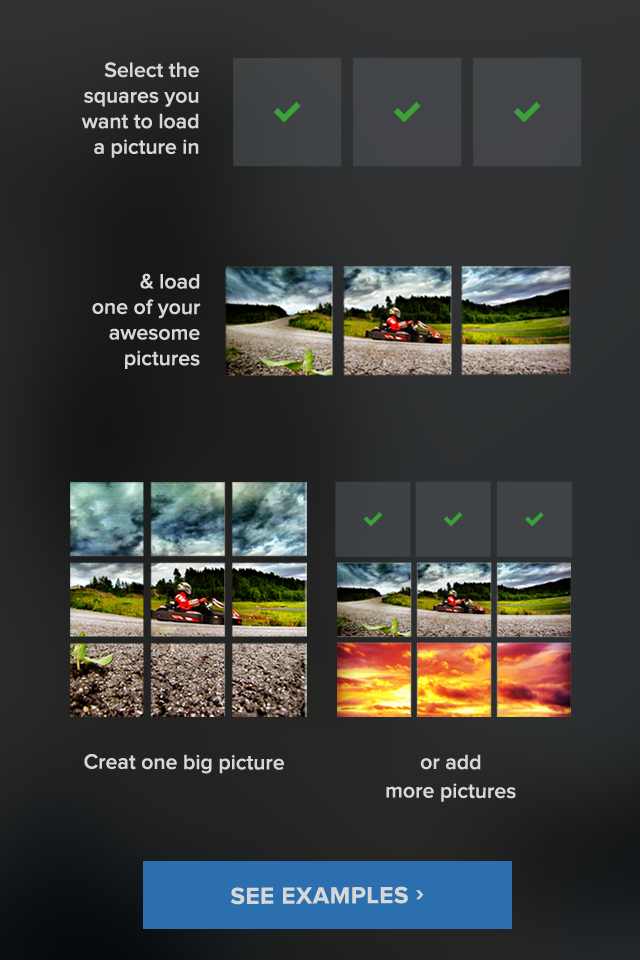 Select the
squares you
want to load
a picture in
& load
one of your
awesome
pictures
Creat one big picture
or add
more pictures
SEE EXAMPLES ›